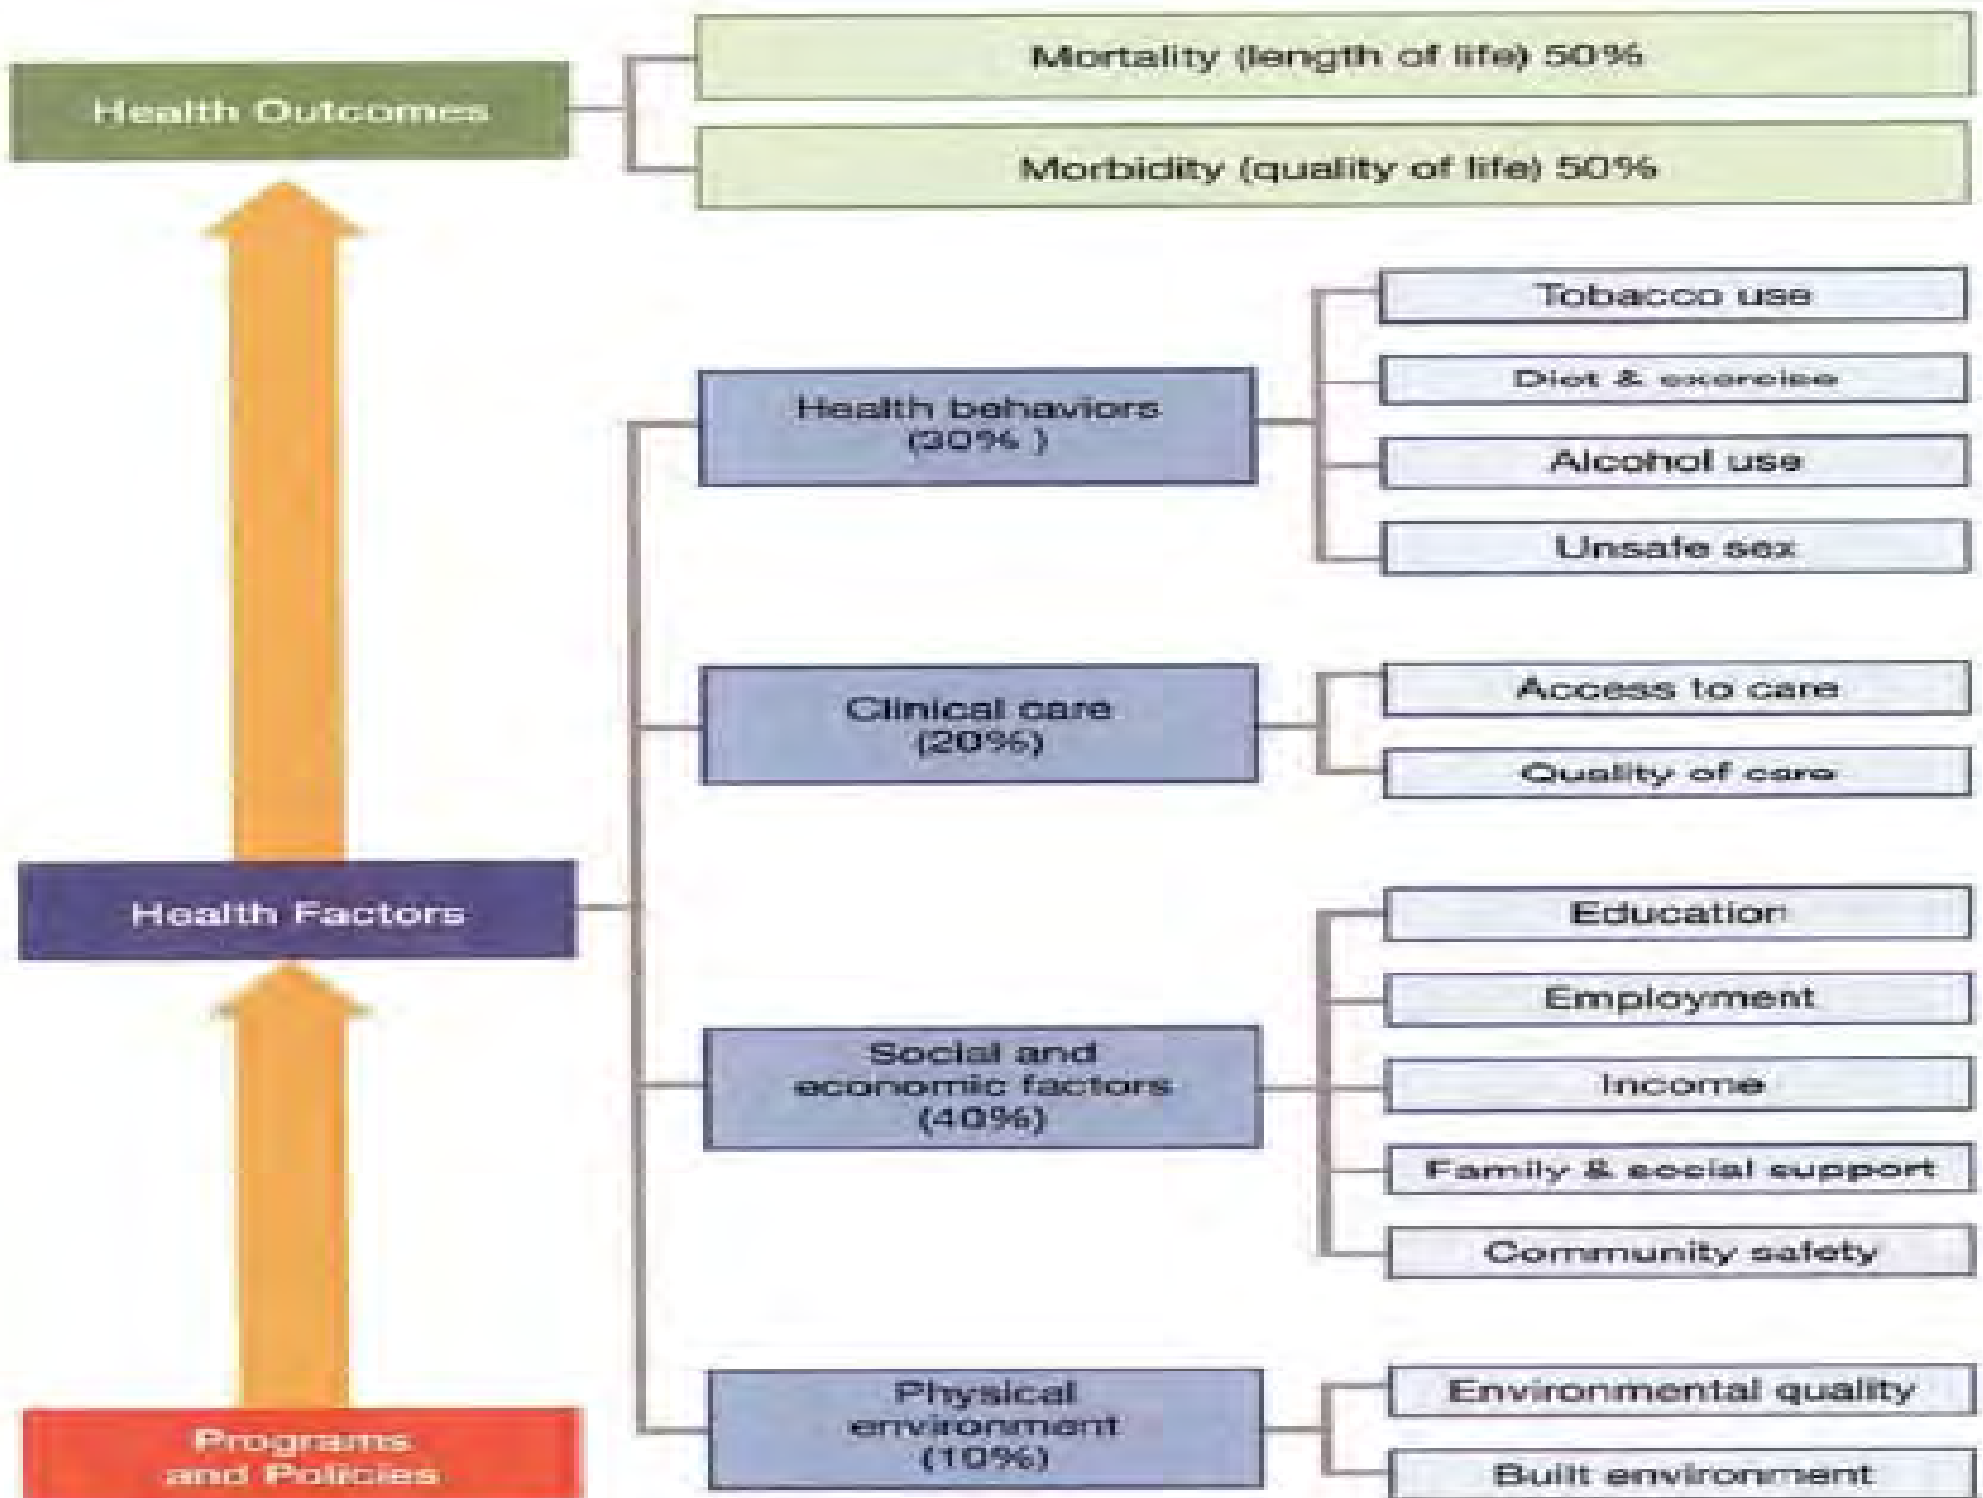 Mortality (length of life) 50%
Health Outcomes
Morbidity (quality of life) 50%
Tobacco use
Diet & exercise
Health behaviors
(30% )
Alcohol use
Unsafe sex
Access to care
Clinical care
(20%)
Quality of care
Health Factors
Education
Employment
Social and
economic factors
(40%)
Income
Family & social support
Community safety
Physical
environment
(10%)
Environmental quality
Built environment
Programs
and Policies